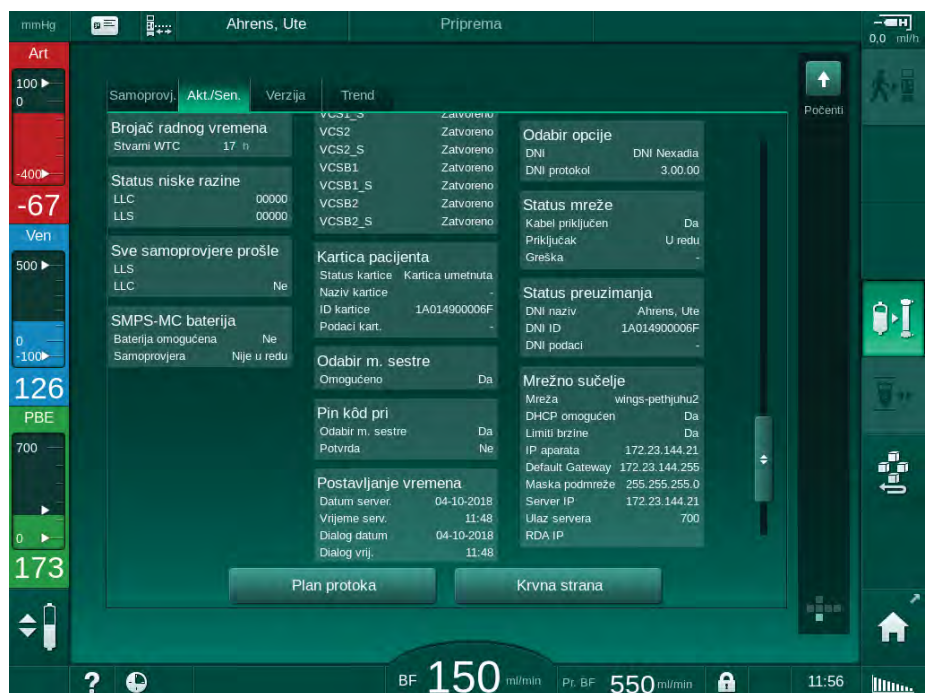 mmHg
Ahrens, Ute
Priprema
0,0 ml/h
Art
100
0
-400
-67
Ven
500
0
-100
126
PBE
700
0
173
Samoprovj.
Akt./Sen.
Verzija
Trend
Počenti
Brojač radnog vremena
Stvarni WTC 17 h
Status niske razine
LLC 00000
LLS 00000
Sve samoprovjere prošle
LLS
LLC Ne
SMPS-MC baterija
Baterija omogućena Ne
Samoprovjera Nije u redu
VCS1_S Zatvoreno
VCS2 Zatvoreno
VCS2_S Zatvoreno
VCSB1 Zatvoreno
VCSB1_S Zatvoreno
VCSB2 Zatvoreno
VCSB2_S Zatvoreno
Kartica pacijenta
Status kartice Kartica umetnuta
Naziv kartice -
ID kartice 1A014900006F
Podaci kart. -
Odabir m. sestre
Omogućeno Da
Pin kôd pri
Odabir m. sestre Da
Potvrda Ne
Postavljanje vremena
Datum server. 04-10-2018
Vrijeme serv. 11:48
Dialog datum 04-10-2018
Dialog vrij. 11:48
Odabir opcije
DNI DNI Nexadia
DNI protokol 3.00.00
Status mreže
Kabel priključen Da
Priključak U redu
Greška -
Status preuzimanja
DNI naziv Ahrens, Ute
DNI ID 1A014900006F
DNI podaci -
Mrežno sučelje
Mreža wings-pethjuhu2
DHCP omogućen Da
Limiti brzine Da
IP aparata 172.23.144.21
Default Gateway 172.23.144.255
Maska podmreže 255.255.255.0
Server IP 172.23.144.21
Ulaz servera 700
RDA IP
Plan protoka
Krvna strana
?
BF 150 ml/min
Pr. BF 550 ml/min
11:56